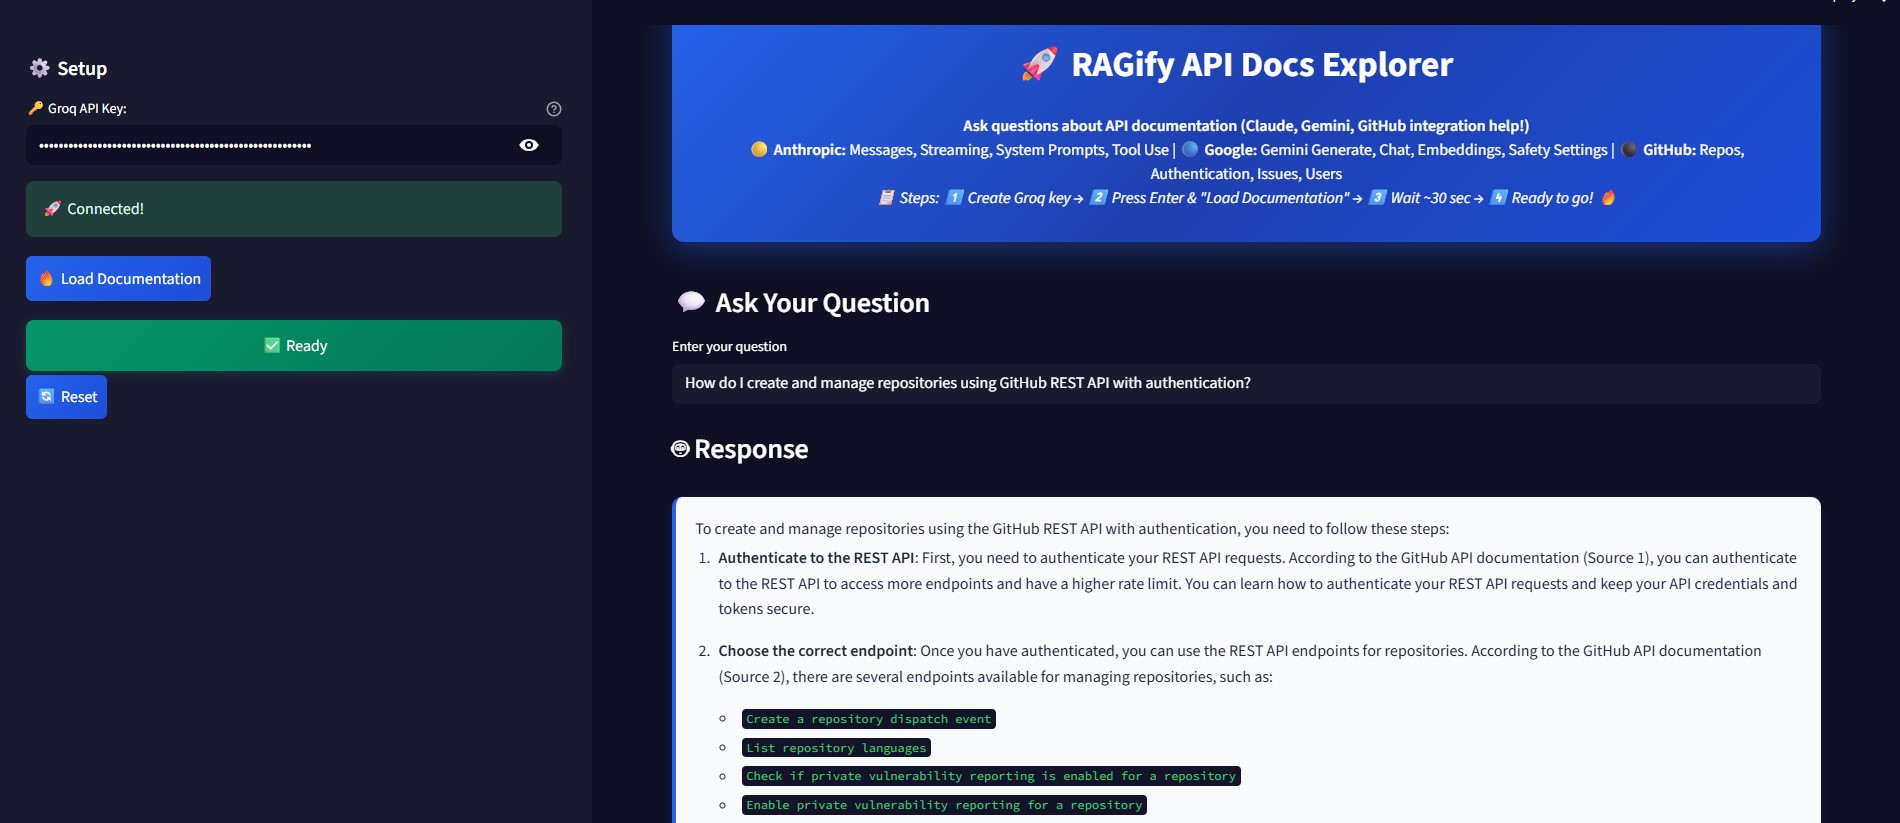 ⚙️ Setup
🔑 Groq API Key:
••••••••••••••••••••••••••••••••••••••••••••••••••••••••
🚀 Connected!
🔥 Load Documentation
✅ Ready
🔄 Reset
🚀 RAGify API Docs Explorer
Ask questions about API documentation (Claude, Gemini, GitHub integration help!)
🟡 Anthropic: Messages, Streaming, System Prompts, Tool Use | 🔵 Google: Gemini Generate, Chat, Embeddings, Safety Settings | ⚫ GitHub: Repos,
Authentication, Issues, Users
📋 Steps: 1️⃣ Create Groq key → 2️⃣ Press Enter & "Load Documentation" → 3️⃣ Wait ~30 sec → 4️⃣ Ready to go! 🔥
💬 Ask Your Question
Enter your question
How do I create and manage repositories using GitHub REST API with authentication?
Response
To create and manage repositories using the GitHub REST API with authentication, you need to follow these steps:
1. Authenticate to the REST API: First, you need to authenticate your REST API requests. According to the GitHub API documentation (Source 1), you can authenticate
to the REST API to access more endpoints and have a higher rate limit. You can learn how to authenticate your REST API requests and keep your API credentials and
tokens secure.
2. Choose the correct endpoint: Once you have authenticated, you can use the REST API endpoints for repositories. According to the GitHub API documentation
(Source 2), there are several endpoints available for managing repositories, such as:
○ Create a repository dispatch event
○ List repository languages
○ Check if private vulnerability reporting is enabled for a repository
○ Enable private vulnerability reporting for a repository